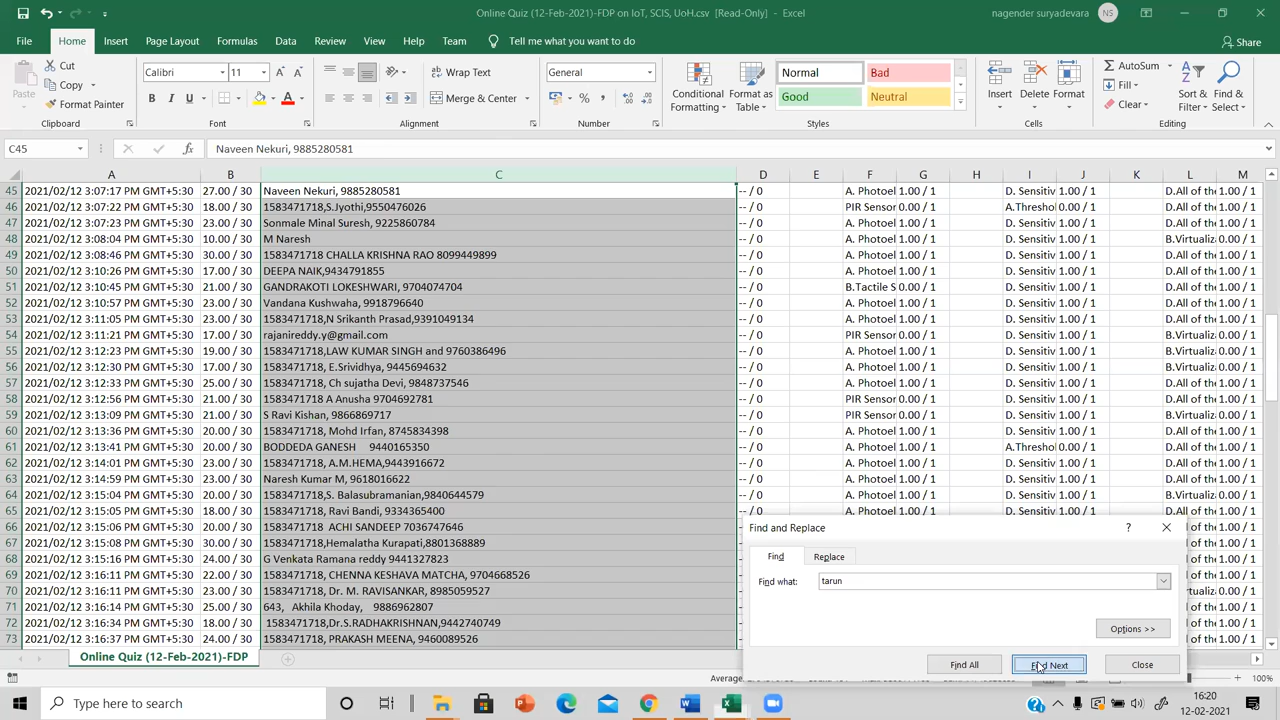 Online Quiz (12-Feb-2021)-FDP on IoT, SCIS, UoH.csv [Read-Only] - Excel
nagender suryadevara NS
File Home Insert Page Layout Formulas Data Review View Help Team Tell me what you want to do Share
Cut
Copy
Format Painter
Paste
Clipboard
Calibri 11
B I U
Font
Wrap Text
Merge & Center
Alignment
General
Number
Conditional Formatting
Format as Table
Normal Bad
Good Neutral
Styles
Insert Delete Format
Cells
AutoSum
Fill
Clear
Sort & Filter
Find & Select
Editing
C45 fx Naveen Nekuri, 9885280581
A B C D E F G H I J K L M
45 2021/02/12 3:07:17 PM GMT+5:30 27.00 / 30 Naveen Nekuri, 9885280581 -- / 0 A. Photoel 1.00 / 1 D. Sensitiv 1.00 / 1 D.All of the 1.00 / 1
46 2021/02/12 3:07:22 PM GMT+5:30 18.00 / 30 1583471718,S.Jyothi,9550476026 -- / 0 PIR Sensor 0.00 / 1 A.Threshol 0.00 / 1 D.All of the 1.00 / 1
47 2021/02/12 3:07:23 PM GMT+5:30 23.00 / 30 Sonmale Minal Suresh, 9225860784 -- / 0 A. Photoel 1.00 / 1 D. Sensitiv 1.00 / 1 D.All of the 1.00 / 1
48 2021/02/12 3:08:04 PM GMT+5:30 10.00 / 30 M Naresh -- / 0 A. Photoel 1.00 / 1 D. Sensitiv 1.00 / 1 B.Virtualiza 0.00 / 1
49 2021/02/12 3:08:46 PM GMT+5:30 30.00 / 30 1583471718 CHALLA KRISHNA RAO 8099449899 -- / 0 A. Photoel 1.00 / 1 D. Sensitiv 1.00 / 1 D.All of the 1.00 / 1
50 2021/02/12 3:10:26 PM GMT+5:30 17.00 / 30 DEEPA NAIK,9434791855 -- / 0 A. Photoel 1.00 / 1 D. Sensitiv 1.00 / 1 D.All of the 1.00 / 1
51 2021/02/12 3:10:45 PM GMT+5:30 21.00 / 30 GANDRAKOTI LOKESHWARI, 9704074704 -- / 0 B.Tactile S 0.00 / 1 D. Sensitiv 1.00 / 1 D.All of the 1.00 / 1
52 2021/02/12 3:10:57 PM GMT+5:30 23.00 / 30 Vandana Kushwaha, 9918796640 -- / 0 A. Photoel 1.00 / 1 D. Sensitiv 1.00 / 1 D.All of the 1.00 / 1
53 2021/02/12 3:11:05 PM GMT+5:30 23.00 / 30 1583471718,N Srikanth Prasad,9391049134 -- / 0 A. Photoel 1.00 / 1 D. Sensitiv 1.00 / 1 D.All of the 1.00 / 1
54 2021/02/12 3:11:21 PM GMT+5:30 17.00 / 30 rajanireddy.y@gmail.com -- / 0 PIR Sensor 0.00 / 1 D. Sensitiv 1.00 / 1 B.Virtualiza 0.00 / 1
55 2021/02/12 3:12:23 PM GMT+5:30 19.00 / 30 1583471718,LAW KUMAR SINGH and 9760386496 -- / 0 A. Photoel 1.00 / 1 D. Sensitiv 1.00 / 1 B.Virtualiza 0.00 / 1
56 2021/02/12 3:12:30 PM GMT+5:30 17.00 / 30 1583471718, E.Srividhya, 9445694632 -- / 0 A. Photoel 1.00 / 1 D. Sensitiv 1.00 / 1 B.Virtualiza 0.00 / 1
57 2021/02/12 3:12:33 PM GMT+5:30 25.00 / 30 1583471718, Ch sujatha Devi, 9848737546 -- / 0 A. Photoel 1.00 / 1 D. Sensitiv 1.00 / 1 D.All of the 1.00 / 1
58 2021/02/12 3:12:56 PM GMT+5:30 21.00 / 30 1583471718 A Anusha 9704692781 -- / 0 PIR Sensor 0.00 / 1 D. Sensitiv 1.00 / 1 D.All of the 1.00 / 1
59 2021/02/12 3:13:09 PM GMT+5:30 21.00 / 30 S Ravi Kishan, 9866869717 -- / 0 PIR Sensor 0.00 / 1 D. Sensitiv 1.00 / 1 B.Virtualiza 0.00 / 1
60 2021/02/12 3:13:36 PM GMT+5:30 20.00 / 30 1583471718, Mohd Irfan, 8745834398 -- / 0 A. Photoel 1.00 / 1 D. Sensitiv 1.00 / 1 D.All of the 1.00 / 1
61 2021/02/12 3:13:41 PM GMT+5:30 20.00 / 30 BODDEDA GANESH 9440165350 -- / 0 A. Photoel 1.00 / 1 A.Threshol 0.00 / 1 D.All of the 1.00 / 1
62 2021/02/12 3:14:01 PM GMT+5:30 23.00 / 30 1583471718, A.M.HEMA,9443916672 -- / 0 A. Photoel 1.00 / 1 D. Sensitiv 1.00 / 1 D.All of the 1.00 / 1
63 2021/02/12 3:14:59 PM GMT+5:30 23.00 / 30 Naresh Kumar M, 9618016622 -- / 0 A. Photoel 1.00 / 1 D. Sensitiv 1.00 / 1 D.All of the 1.00 / 1
64 2021/02/12 3:15:04 PM GMT+5:30 20.00 / 30 1583471718,S. Balasubramanian,9840644579 -- / 0 PIR Sensor 0.00 / 1 D. Sensitiv 1.00 / 1 B.Virtualiza 0.00 / 1
65 2021/02/12 3:15:04 PM GMT+5:30 18.00 / 30 1583471718, Ravi Bandi, 9334365400 -- / 0 A. Photoel 1.00 / 1 D. Sensitiv 1.00 / 1 D.All of the 1.00 / 1
66 2021/02/12 3:15:06 PM GMT+5:30 20.00 / 30 1583471718 ACHI SANDEEP 7036747646
67 2021/02/12 3:15:08 PM GMT+5:30 30.00 / 30 1583471718,Hemalatha Kurapati,8801368889
68 2021/02/12 3:15:16 PM GMT+5:30 24.00 / 30 G Venkata Ramana reddy 9441327823
69 2021/02/12 3:16:11 PM GMT+5:30 22.00 / 30 1583471718, CHENNA KESHAVA MATCHA, 9704668526
70 2021/02/12 3:16:11 PM GMT+5:30 23.00 / 30 1583471718, Dr. M. RAVISANKAR, 8985059530
71 2021/02/12 3:16:14 PM GMT+5:30 25.00 / 30 643, Akhila Khoday, 9886962807
72 2021/02/12 3:16:34 PM GMT+5:30 23.00 / 30 1583471718,Dr.S.RADHAKRISHNAN,9442740749
73 2021/02/12 3:16:37 PM GMT+5:30 24.00 / 30 1583471718, PRAKASH MEENA, 9460089526
Find and Replace ?
Find Replace
Find what: tarun
Options >>
Find All Find Next Close
Online Quiz (12-Feb-2021)-FDP
100%
Type here to search
16:20
12-02-2021